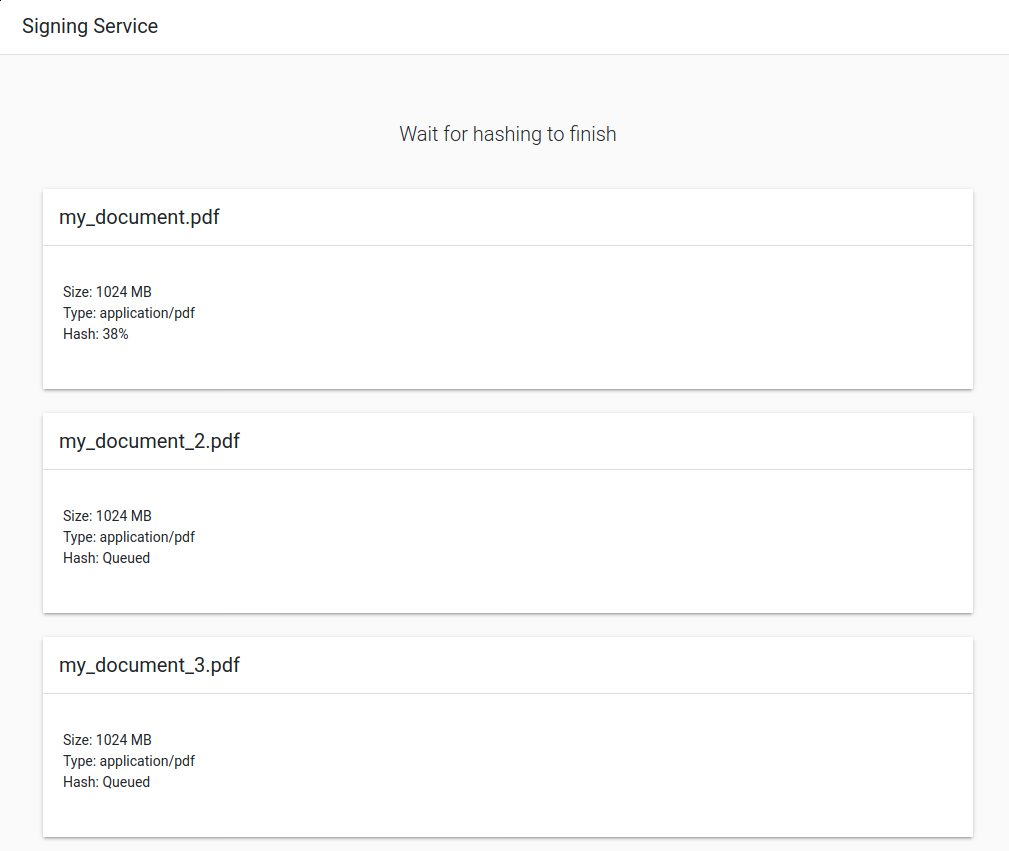 Signing Service
Wait for hashing to finish
my_document.pdf
Size: 1024 MB
Type: application/pdf
Hash: 38%
my_document_2.pdf
Size: 1024 MB
Type: application/pdf
Hash: Queued
my_document_3.pdf
Size: 1024 MB
Type: application/pdf
Hash: Queued